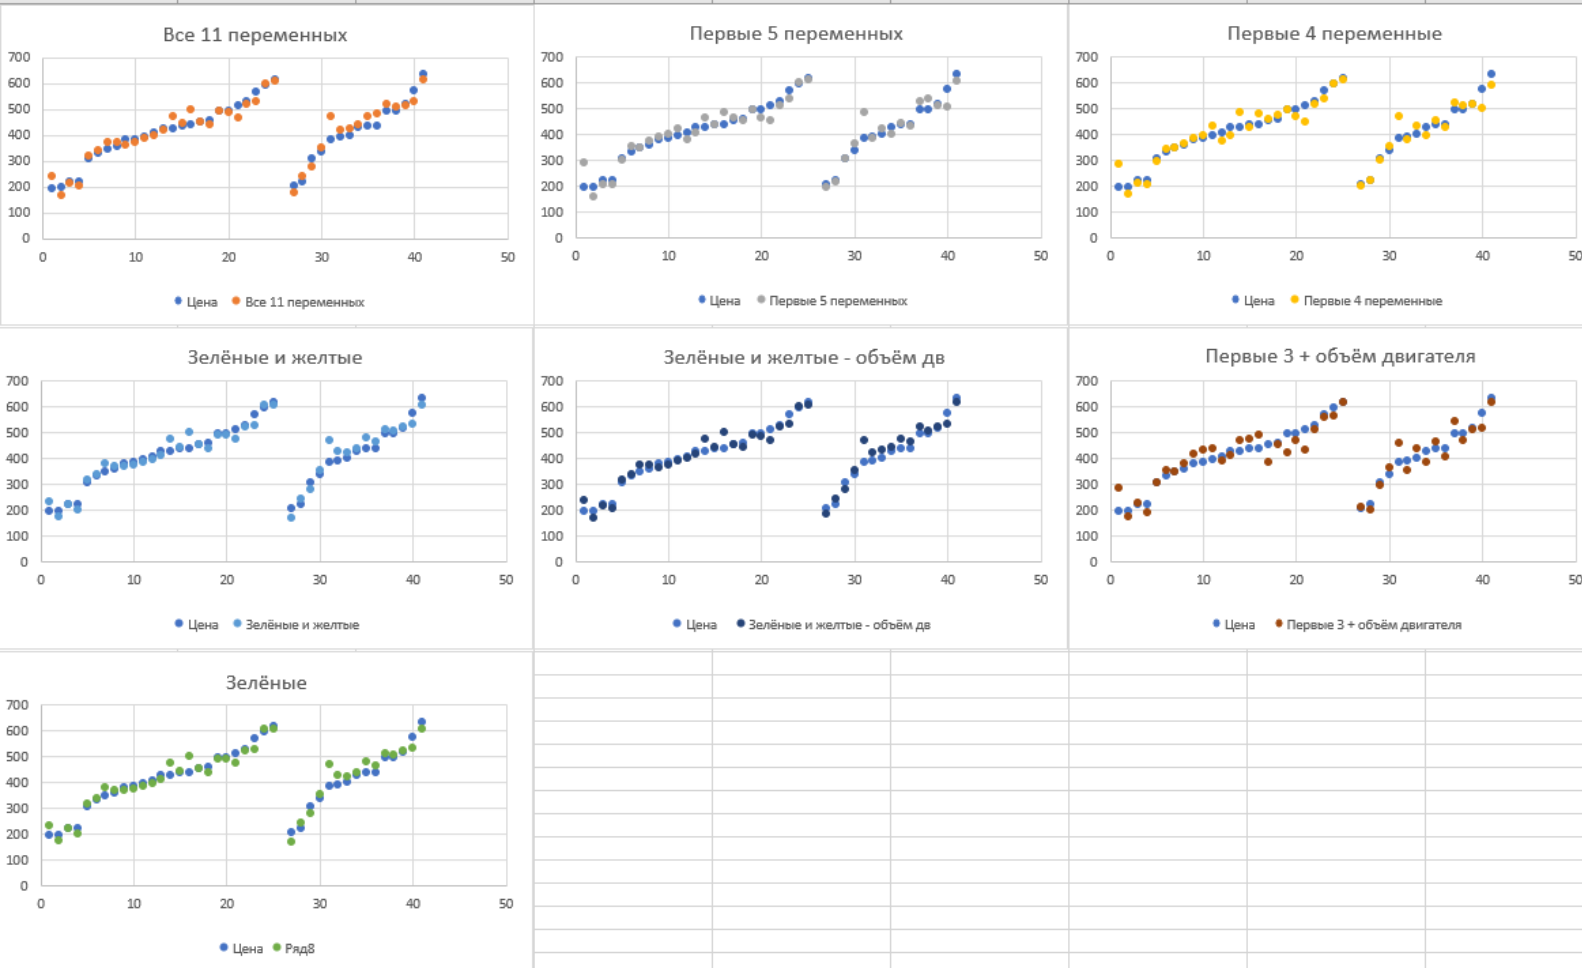 Все 11 переменных
700
600
500
400
300
200
100
0
0 10 20 30 40 50
Цена Все 11 переменных
Первые 5 переменных
700
600
500
400
300
200
100
0
0 10 20 30 40 50
Цена Первые 5 переменных
Первые 4 переменные
700
600
500
400
300
200
100
0
0 10 20 30 40 50
Цена Первые 4 переменные
Зелёные и желтые
700
600
500
400
300
200
100
0
0 10 20 30 40 50
Цена Зелёные и желтые
Зелёные и желтые - объём дв
700
600
500
400
300
200
100
0
0 10 20 30 40 50
Цена Зелёные и желтые - объём дв
Первые 3 + объём двигателя
700
600
500
400
300
200
100
0
0 10 20 30 40 50
Цена Первые 3 + объём двигателя
Зелёные
700
600
500
400
300
200
100
0
0 10 20 30 40 50
Цена Ряд8